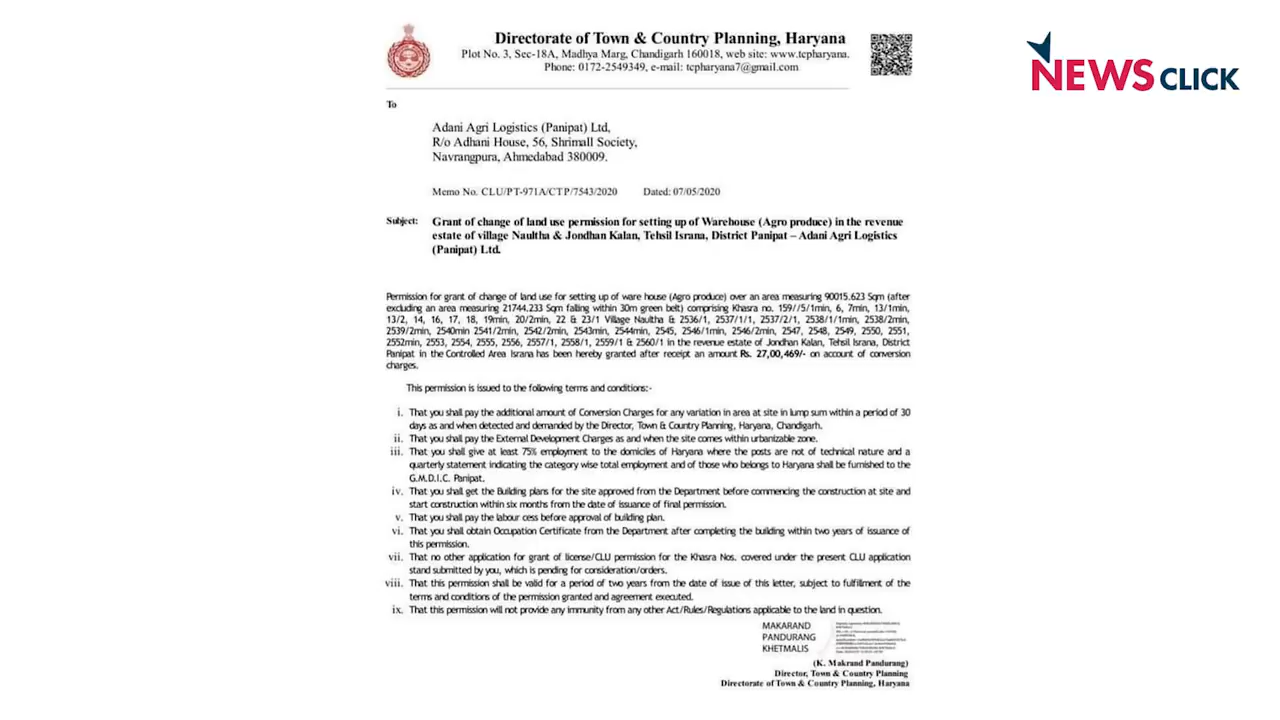 Directorate of Town & Country Planning, Haryana
Plot No. 3, Sec-18A, Madhya Marg, Chandigarh 160018, web site: www.tcpharyana.
Phone: 0172-2549349, e-mail: tcpharyana7@gmail.com
NEWS CLICK
To
Adani Agri Logistics (Panipat) Ltd,
R/o Adhani House, 56, Shrimall Society,
Navrangpura, Ahmedabad 380009.
Memo No. CLU/PT-971A/CTP/7543/2020 Dated: 07/05/2020
Subject: Grant of change of land use permission for setting up of Warehouse (Agro produce) in the revenue
estate of village Naultha & Jondhan Kalan, Tehsil Israna, District Panipat – Adani Agri Logistics
(Panipat) Ltd.
Permission for grant of change of land use for setting up of ware house (Agro produce) over an area measuring 90015.623 Sqm (after
excluding an area measuring 21744.233 Sqm falling within 30m green belt) comprising Khasra no. 159//5/1min, 6, 7min, 13/1min,
13/2, 14, 16, 17, 18, 19min, 20/2min, 22 & 23/1 Village Naultha & 2536/1, 2537/1/1, 2537/2/1, 2538/1/1min, 2538/2min,
2539/2min, 2540min 2541/2min, 2542/2min, 2543min, 2544min, 2545, 2546/1min, 2546/2min, 2547, 2548, 2549, 2550, 2551,
2552min, 2553, 2554, 2555, 2556, 2557/1, 2558/1, 2559/1 & 2560/1 in the revenue estate of Jondhan Kalan, Tehsil Israna, District
Panipat in the Controlled Area Israna has been hereby granted after receipt an amount Rs. 27,00,469/- on account of conversion
charges.
This permission is issued to the following terms and conditions:-
i. That you shall pay the additional amount of Conversion Charges for any variation in area at site in lump sum within a period of 30
days as and when detected and demanded by the Director, Town & Country Planning, Haryana, Chandigarh.
ii. That you shall pay the External Development Charges as and when the site comes within urbanizable zone.
iii. That you shall give at least 75% employment to the domiciles of Haryana where the posts are not of technical nature and a
quarterly statement indicating the category wise total employment and of those who belongs to Haryana shall be furnished to the
G.M.D.I.C. Panipat.
iv. That you shall get the Building plans for the site approved from the Department before commencing the construction at site and
start construction within six months from the date of issuance of final permission.
v. That you shall pay the labour cess before approval of building plan.
vi. That you shall obtain Occupation Certificate from the Department after completing the building within two years of issuance of
this permission.
vii. That no other application for grant of license/CLU permission for the Khasra Nos. covered under the present CLU application
stand submitted by you, which is pending for consideration/orders.
viii. That this permission shall be valid for a period of two years from the date of issue of this letter, subject to fulfillment of the
terms and conditions of the permission granted and agreement executed.
ix. That this permission will not provide any immunity from any other Act/Rules/Regulations applicable to the land in question.
MAKARAND
PANDURANG
KHETMALIS
(K. Makrand Pandurang)
Director, Town & Country Planning
Directorate of Town & Country Planning, Haryana